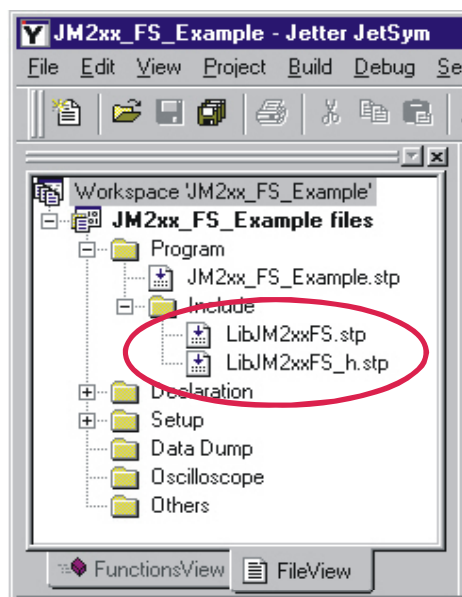 JM2xx_FS_Example - Jetter JetSym
File Edit View Project Build Debug Se
Workspace 'JM2xx_FS_Example'
JM2xx_FS_Example files
Program
JM2xx_FS_Example.stp
Include
LibJM2xxFS.stp
LibJM2xxFS_h.stp
Declaration
Setup
Data Dump
Oscilloscope
Others
FunctionsView FileView